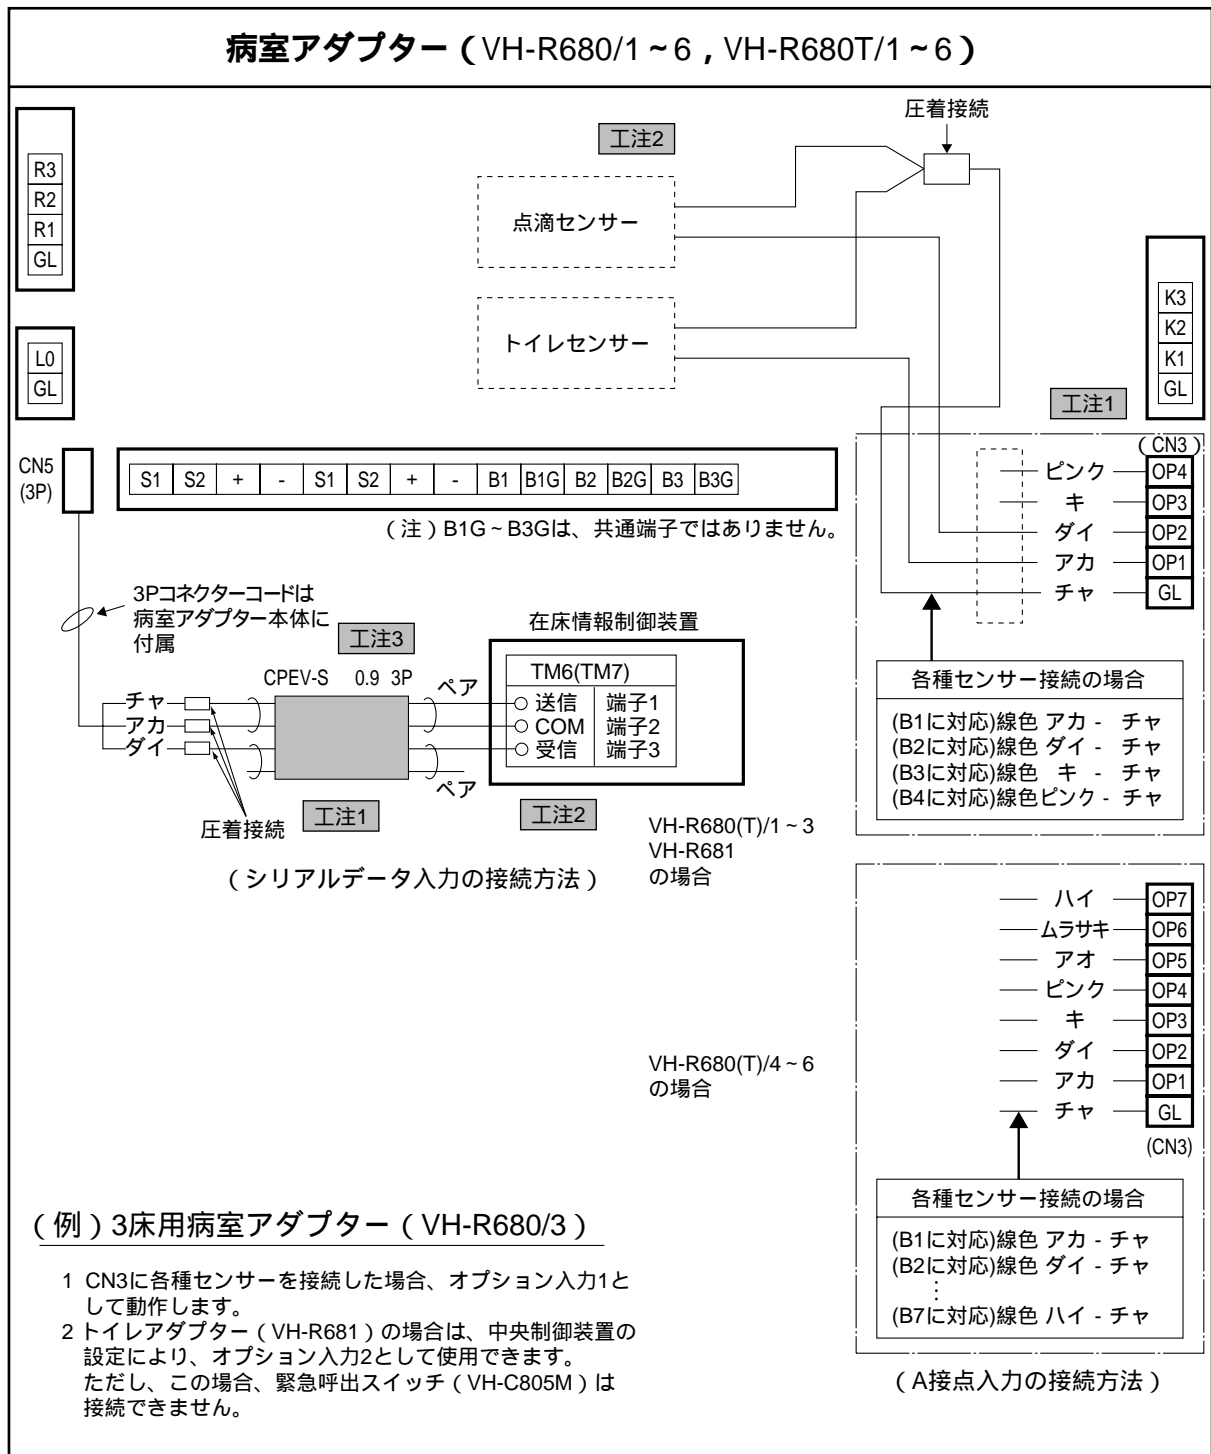 病室アダプター（VH-R680/1～6，VH-R680T/1～6）
圧着接続
工注2
R3
R2
R1
GL
点滴センサー
トイレセンサー
L0
GL
K3
K2
K1
GL
工注1
CN5
(3P)
S1 S2 + - S1 S2 + - B1 B1G B2 B2G B3 B3G
（注）B1G～B3Gは、共通端子ではありません。
(CN3)
ピンク OP4
キ OP3
ダイ OP2
アカ OP1
チャ GL
3Pコネクターコードは
病室アダプター本体に
付属
工注3
CPEV-S 0.9 3P
ペア
在床情報制御装置
TM6(TM7)
送信 端子1
COM 端子2
受信 端子3
チャ
アカ
ダイ
ペア
圧着接続
工注1
工注2
（シリアルデータ入力の接続方法）
各種センサー接続の場合
(B1に対応)線色 アカ - チャ
(B2に対応)線色 ダイ - チャ
(B3に対応)線色 キ - チャ
(B4に対応)線色ピンク - チャ
VH-R680(T)/1～3
VH-R681
の場合
ハイ OP7
ムラサキ OP6
アオ OP5
ピンク OP4
キ OP3
ダイ OP2
アカ OP1
チャ GL
(CN3)
VH-R680(T)/4～6
の場合
各種センサー接続の場合
(B1に対応)線色 アカ - チャ
(B2に対応)線色 ダイ - チャ
⋮
(B7に対応)線色 ハイ - チャ
（A接点入力の接続方法）
（例）3床用病室アダプター（VH-R680/3）
1 CN3に各種センサーを接続した場合、オプション入力1と
して動作します。
2 トイレアダプター（VH-R681）の場合は、中央制御装置の
設定により、オプション入力2として使用できます。
ただし、この場合、緊急呼出スイッチ（VH-C805M）は
接続できません。